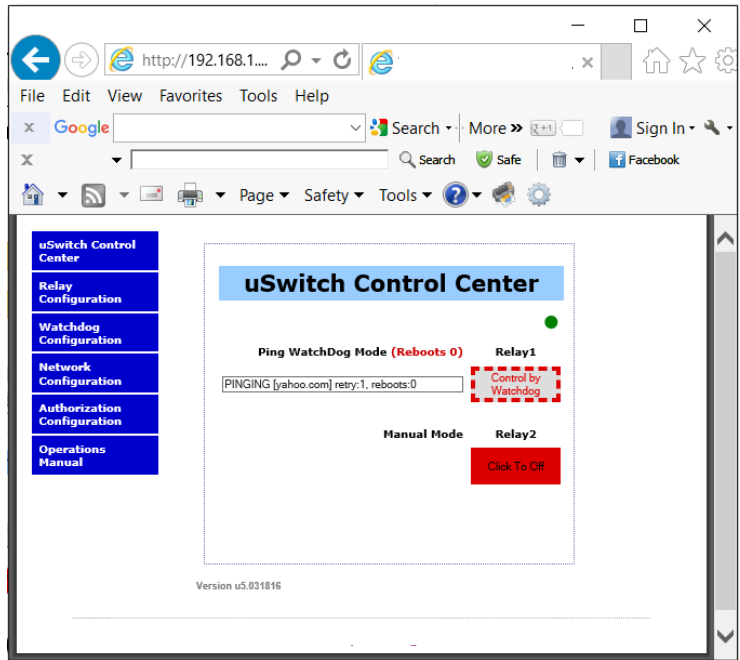 http://192.168.1....
x
File Edit View Favorites Tools Help
x Google Search More » +1 Sign In
x Search Safe Facebook
Page Safety Tools
uSwitch Control
Center
Relay
Configuration
Watchdog
Configuration
Network
Configuration
Authorization
Configuration
Operations
Manual
uSwitch Control Center
Ping WatchDog Mode (Reboots 0) Relay1
PINGING [yahoo.com] retry:1, reboots:0
Control by
Watchdog
Manual Mode Relay2
Click To Off
Version u5.031816